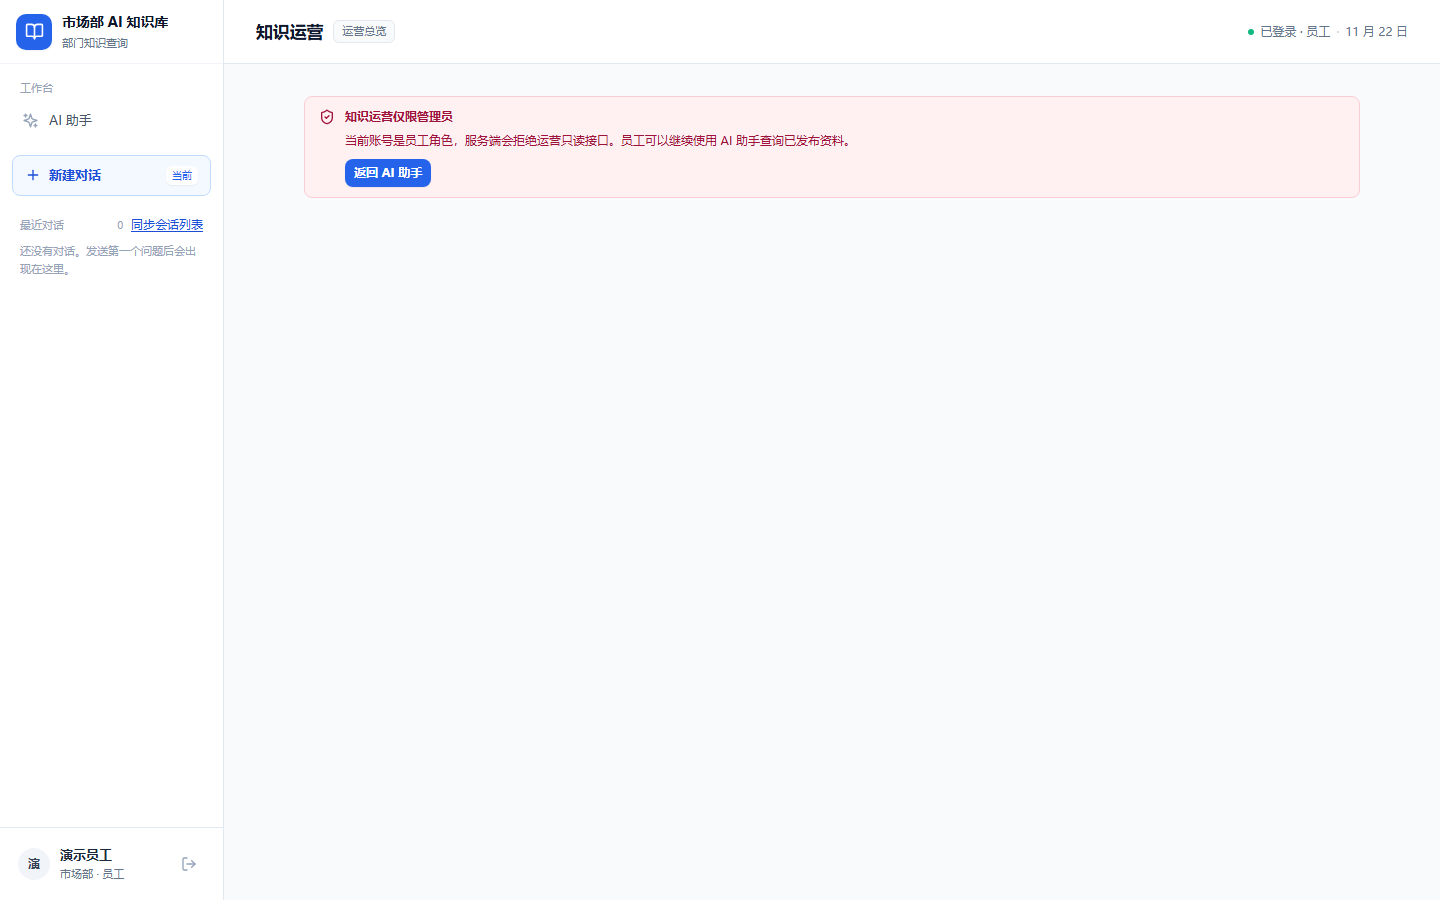 市场部 AI 知识库
部门知识查询
工作台
AI 助手
新建对话 当前
最近对话 0 同步会话列表
还没有对话。发送第一个问题后会出
现在这里。
演 演示员工
市场部 · 员工
知识运营 运营总览
已登录 · 员工 · 11 月 22 日
知识运营仅限管理员
当前账号是员工角色，服务端会拒绝运营只读接口。员工可以继续使用 AI 助手查询已发布资料。
返回 AI 助手